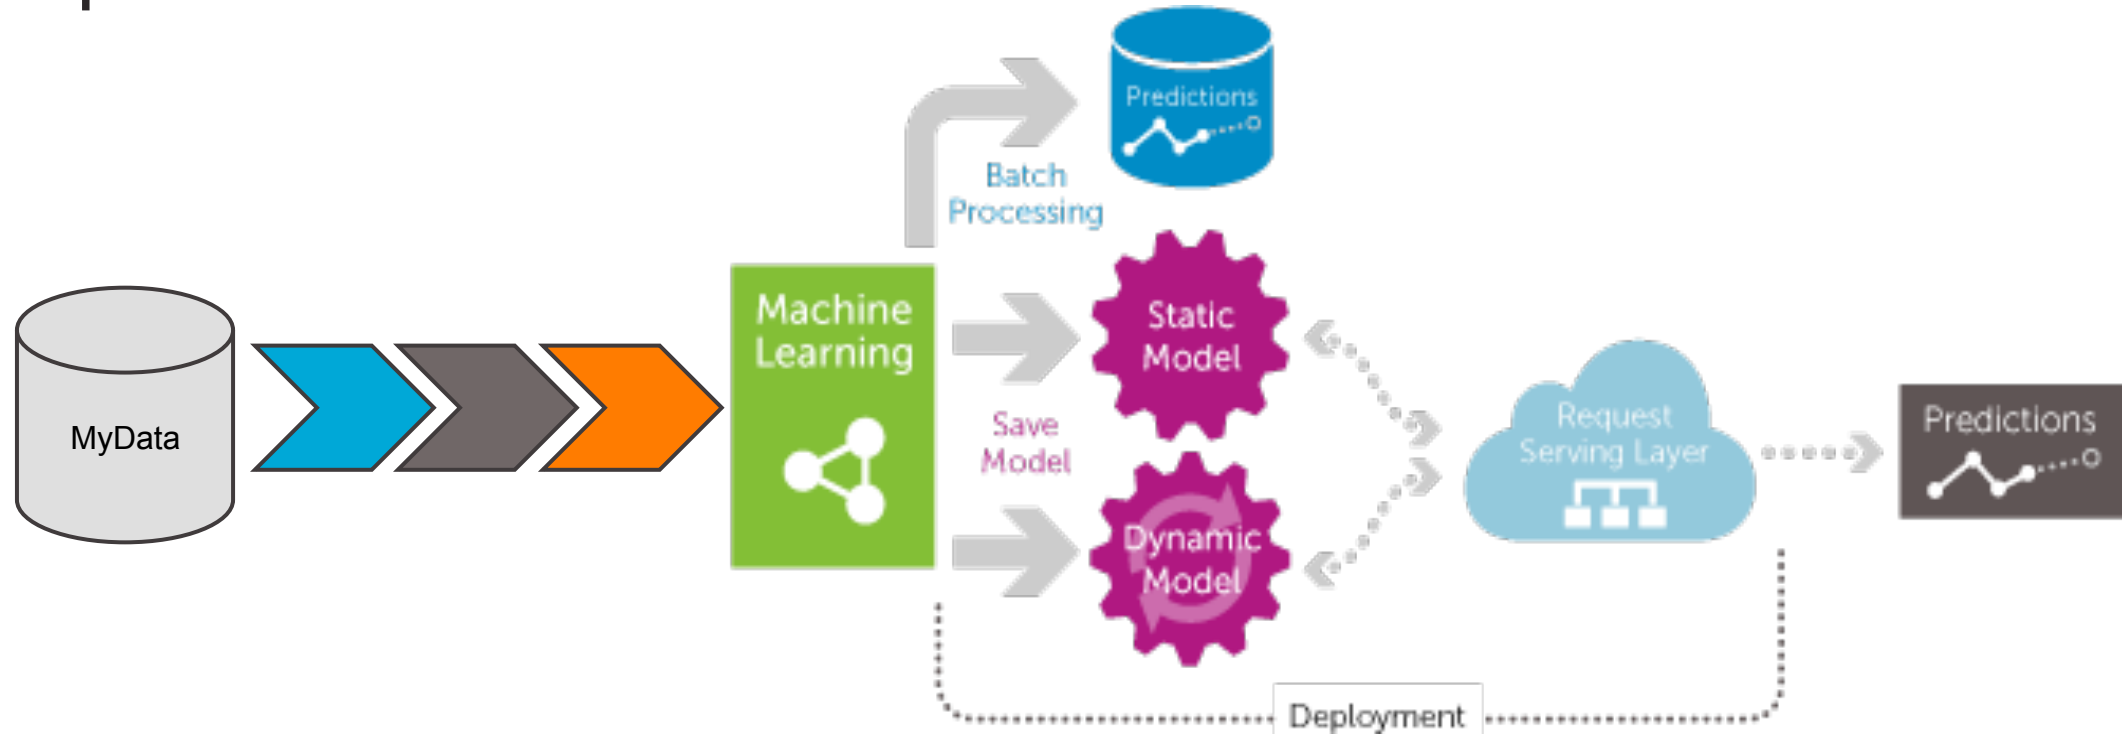 Predictions
Batch
Processing
MyData
Machine
Learning
Static
Model
Save
Model
Dynamic
Model
Request
Serving Layer
Predictions
Deployment